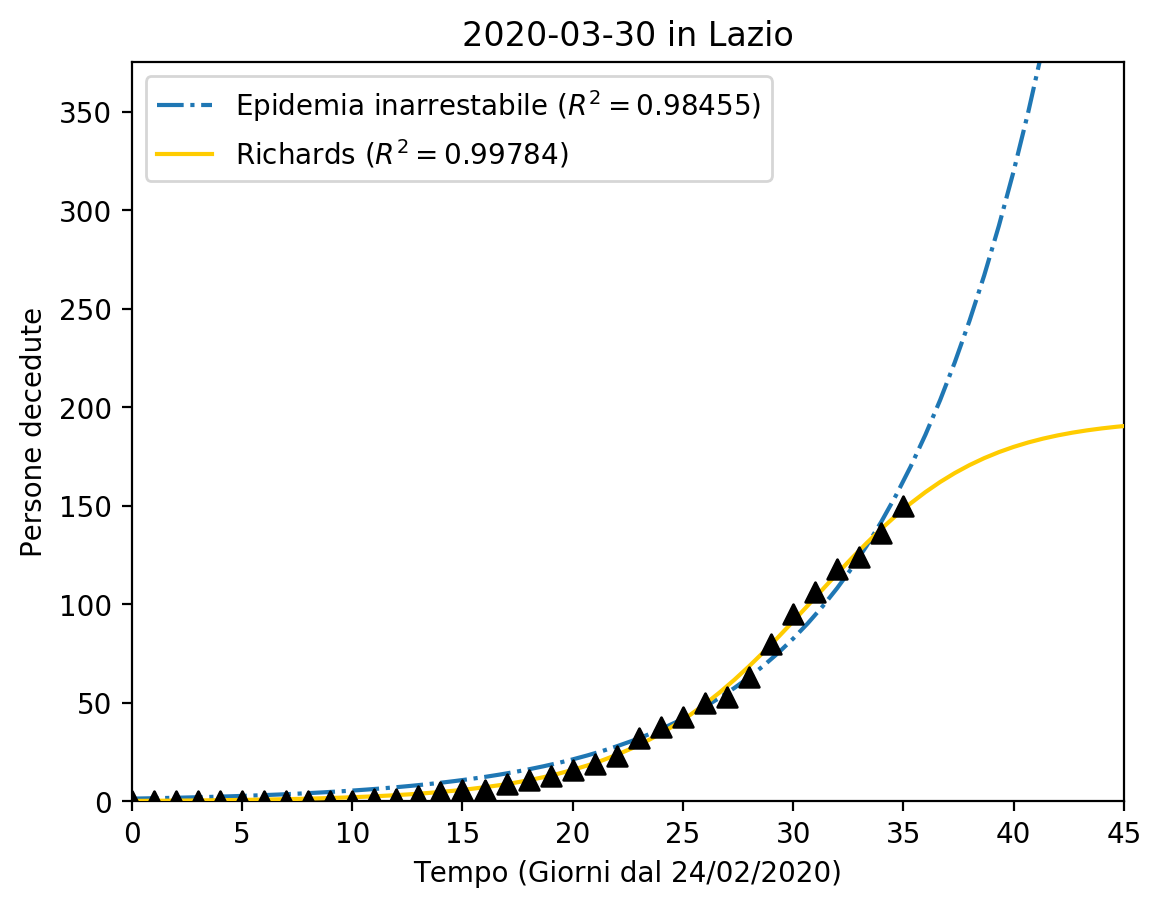 2020-03-30 in Lazio
Epidemia inarrestabile (R² = 0.98455)
Richards (R² = 0.99784)
350
300
250
200
150
100
50
0
Persone decedute
0 5 10 15 20 25 30 35 40 45
Tempo (Giorni dal 24/02/2020)